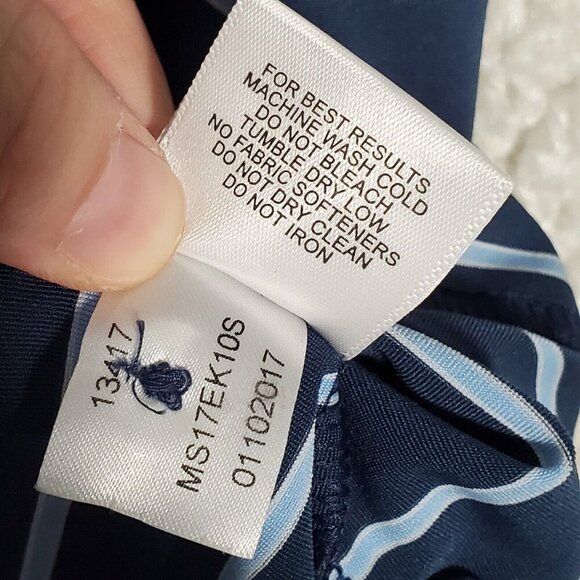 FOR BEST RESULTS
MACHINE WASH COLD
DO NOT BLEACH
TUMBLE DRY LOW
NO FABRIC SOFTENERS
DO NOT DRY CLEAN
DO NOT IRON
13417
MS17EK10S
01102017